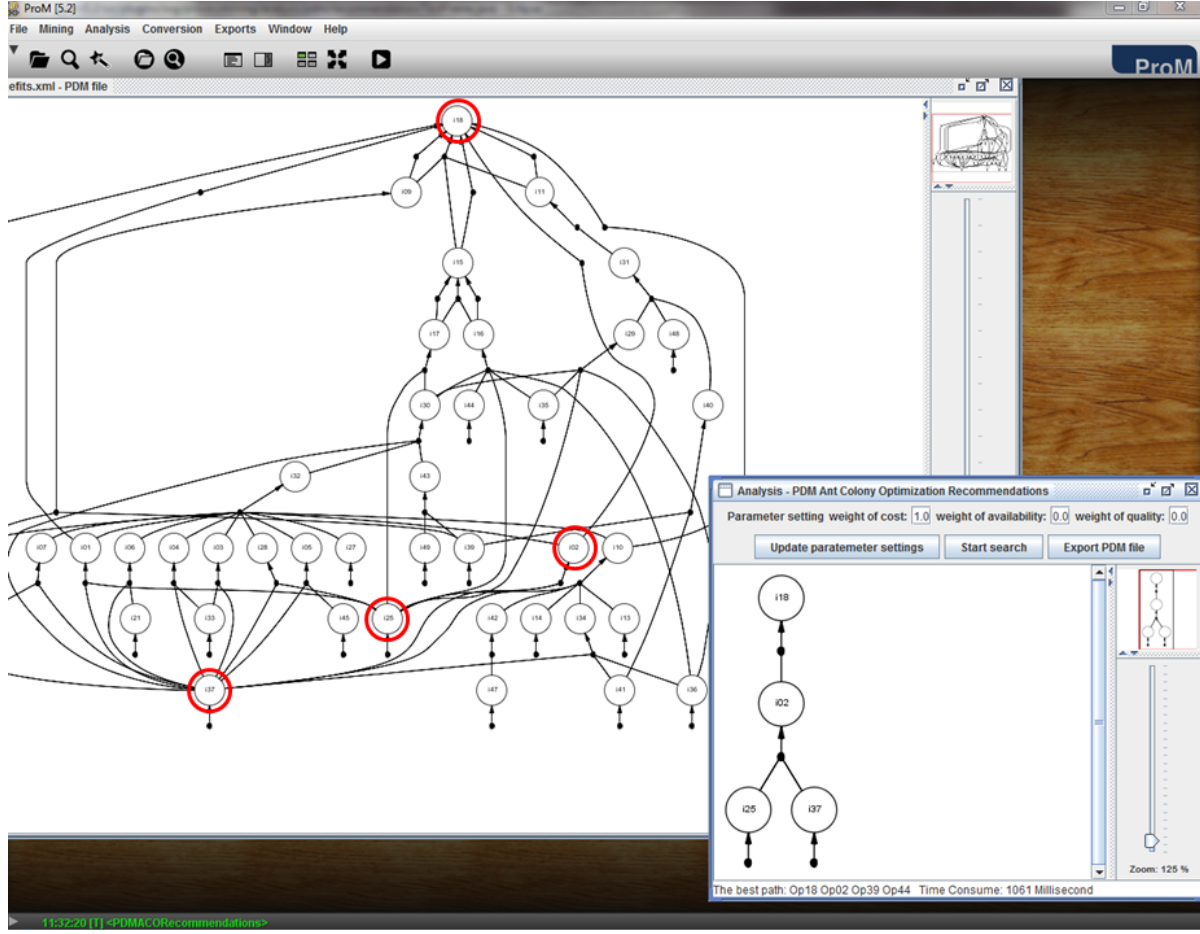 ProM [5.2]
File Mining Analysis Conversion Exports Window Help
ProM
efits.xml - PDM file
i18
i09
i11
i15
i31
i17
i16
i29
i48
i30
i44
i35
i40
i32
i43
i07
i01
i06
i04
i03
i28
i05
i27
i49
i39
i02
i10
i21
i33
i45
i25
i42
i14
i34
i13
i37
i47
i41
i36
Analysis - PDM Ant Colony Optimization Recommendations
Parameter setting weight of cost: 1.0 weight of availability: 0.0 weight of quality: 0.0
Update paratemeter settings Start search Export PDM file
i18
i02
i25
i37
Zoom: 125 %
The best path: Op18 Op02 Op39 Op44 Time Consume: 1061 Millisecond
11:32:20 [T] <PDMACORecommendations>